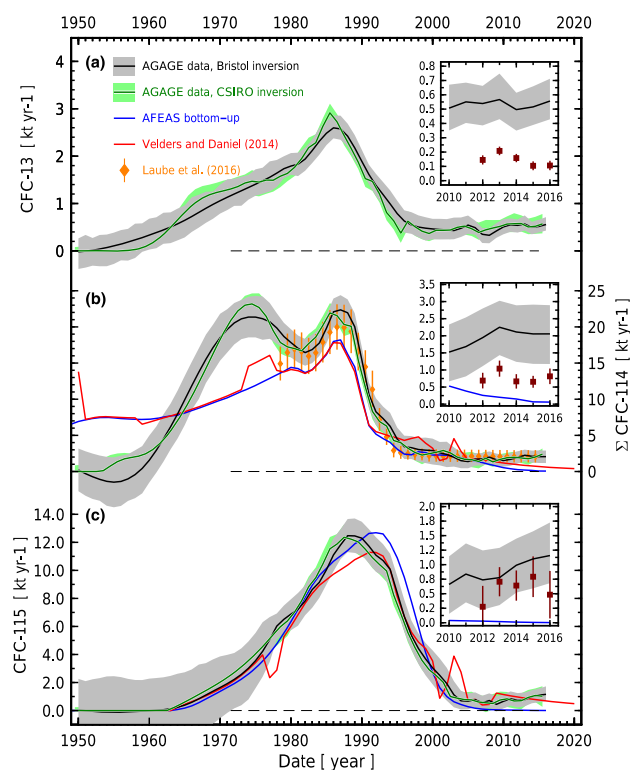 1950 1960 1970 1980 1990 2000 2010 2020
(a)
AGAGE data, Bristol inversion
AGAGE data, CSIRO inversion
AFEAS bottom−up
Velders and Daniel (2014)
Laube et al. (2016)
CFC-13 [ kt yr-1 ]
4
3
2
1
0
0.8
0.7
0.6
0.5
0.4
0.3
0.2
0.1
0.0
2010 2012 2014 2016
(b)
Σ CFC-114 [ kt yr-1 ]
25
20
15
10
5
0
3.5
3.0
2.5
2.0
1.5
1.0
0.5
0.0
2010 2012 2014 2016
(c)
CFC-115 [ kt yr-1 ]
14.0
12.0
10.0
8.0
6.0
4.0
2.0
0.0
2.0
1.8
1.5
1.2
1.0
0.8
0.5
0.2
0.0
2010 2012 2014 2016
1950 1960 1970 1980 1990 2000 2010 2020
Date [ year ]